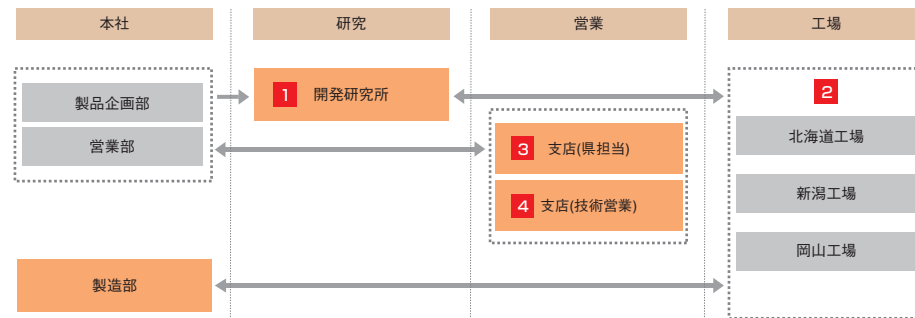 本社
研究
営業
工場
製品企画部
営業部
1 開発研究所
3 支店(県担当)
4 支店(技術営業)
2
北海道工場
新潟工場
岡山工場
製造部